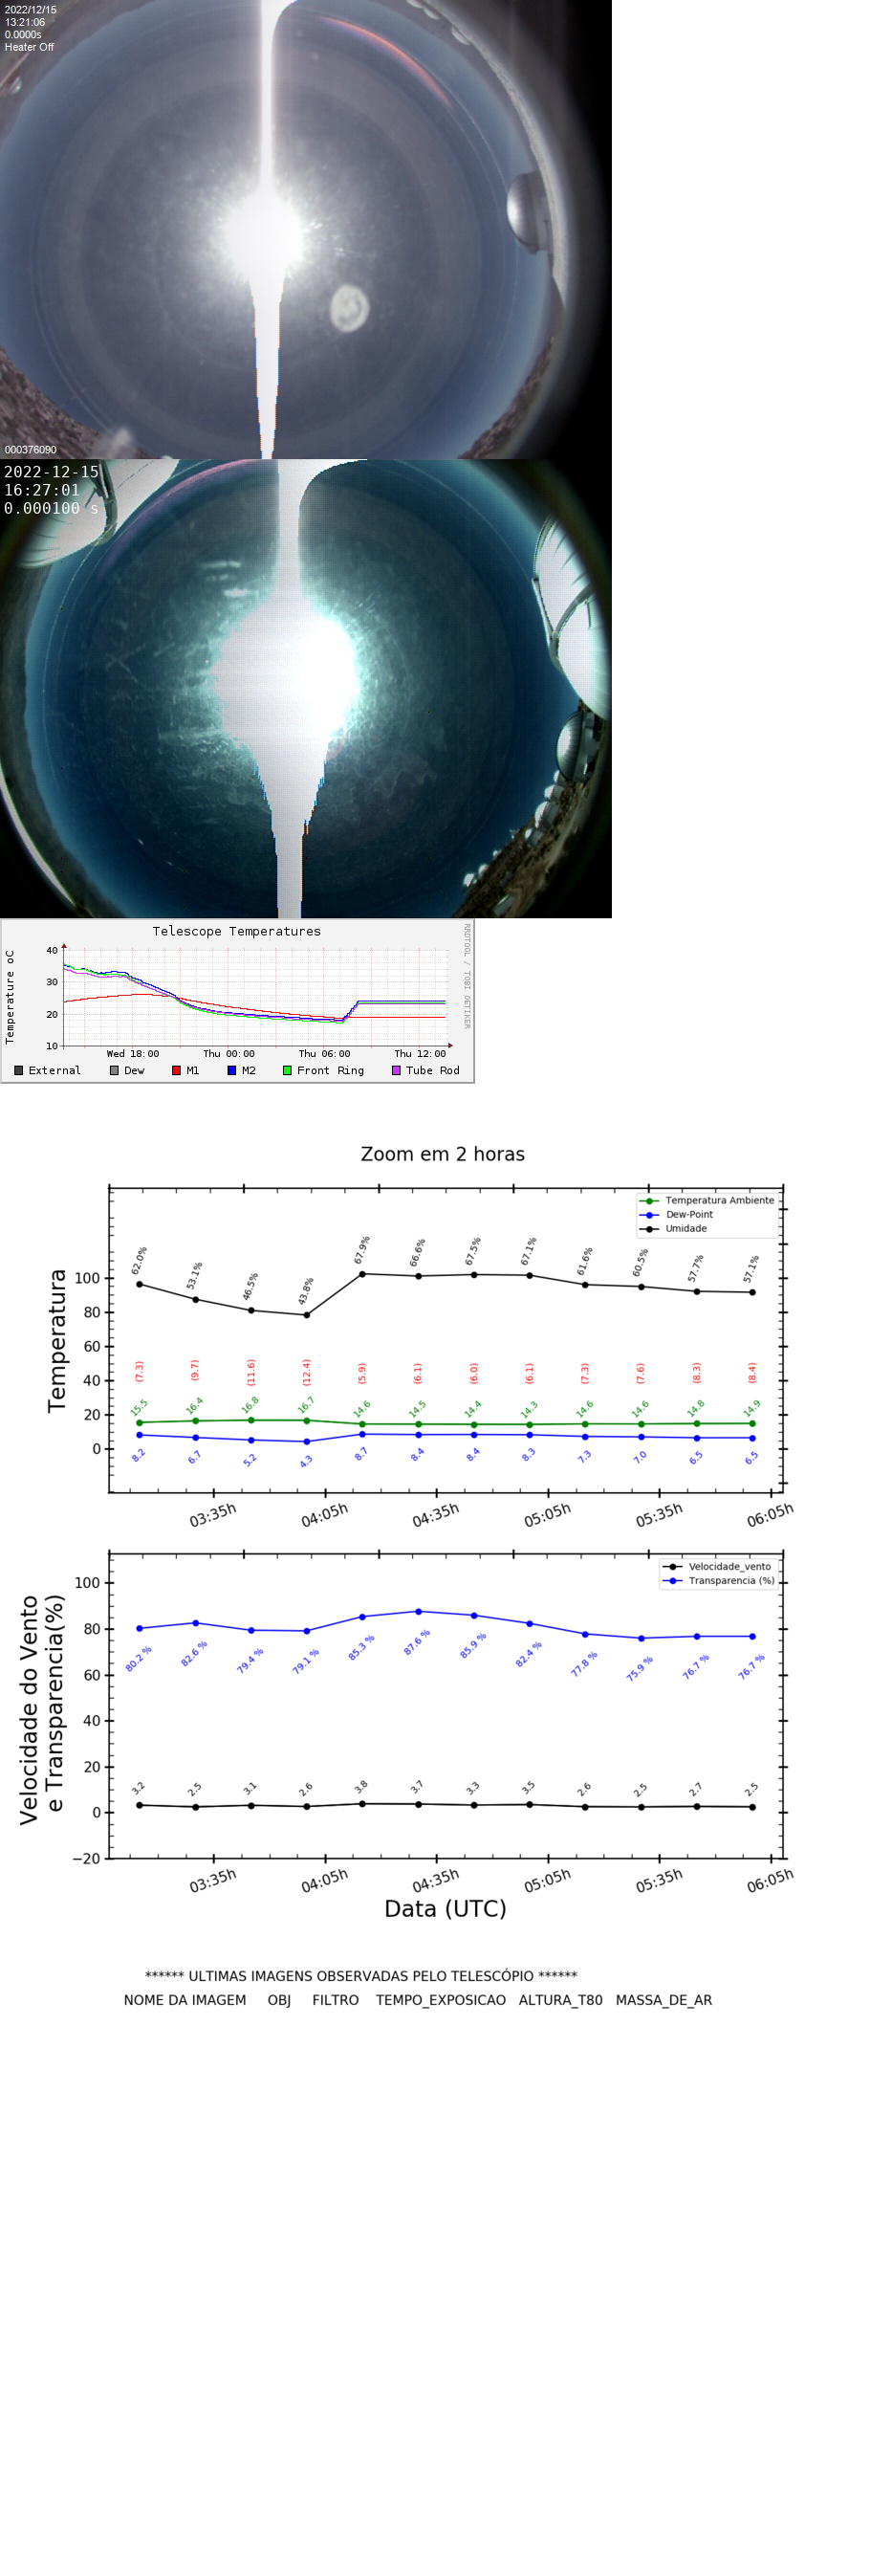 2022/12/15
13:21:06
0.0000s
Heater Off
000376090
2022-12-15
16:27:01
0.000100 s
Telescope Temperatures
RRDTOOL / TOBI OETIKER
Temperature oC
40
30
20
10
Wed 18:00 Thu 00:00 Thu 06:00 Thu 12:00
External Dew M1 M2 Front Ring Tube Rod
Zoom em 2 horas
Temperatura Ambiente
Dew-Point
Umidade
Temperatura
100
80
60
40
20
0
62.0% 53.1% 46.5% 43.8% 67.9% 66.6% 67.5% 67.1% 61.6% 60.5% 57.7% 57.1%
(7.3) (9.7) (11.6) (12.4) (5.9) (6.1) (6.0) (6.1) (7.3) (7.6) (8.3) (8.4)
15.5 16.4 16.8 16.7 14.6 14.5 14.4 14.3 14.6 14.6 14.8 14.9
8.2 6.7 5.2 4.3 8.7 8.4 8.4 8.3 7.3 7.0 6.5 6.5
03:35h 04:05h 04:35h 05:05h 05:35h 06:05h
Velocidade_vento
Transparencia (%)
Velocidade do Vento
e Transparencia(%)
100
80
60
40
20
0
−20
80.2 % 82.6 % 79.4 % 79.1 % 85.3 % 87.6 % 85.9 % 82.4 % 77.8 % 75.9 % 76.7 % 76.7 %
3.2 2.5 3.1 2.6 3.8 3.7 3.3 3.5 2.6 2.5 2.7 2.5
03:35h 04:05h 04:35h 05:05h 05:35h 06:05h
Data (UTC)
****** ULTIMAS IMAGENS OBSERVADAS PELO TELESCÓPIO ******
NOME DA IMAGEM OBJ FILTRO TEMPO_EXPOSICAO ALTURA_T80 MASSA_DE_AR